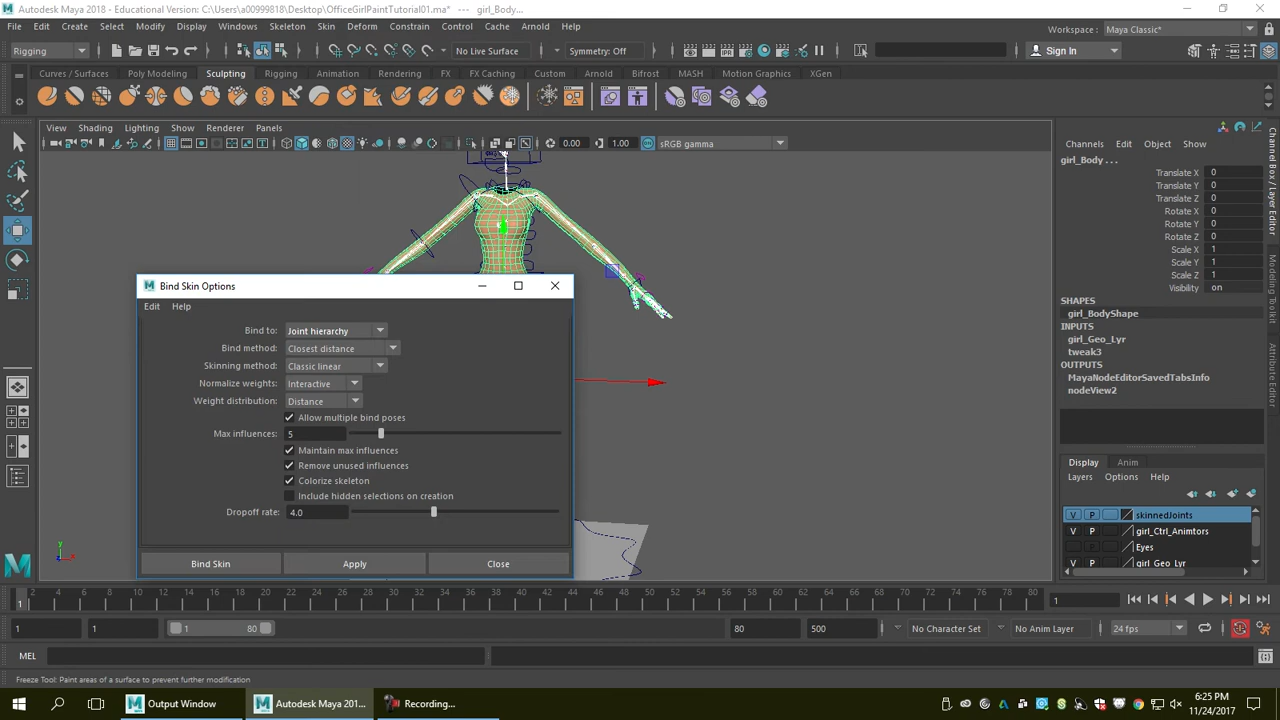 Autodesk Maya 2018 - Educational Version: C:\Users\a00999818\Desktop\OfficeGirlPaintTutorial01.ma* --- girl_Body...
File Edit Create Select Modify Display Windows Skeleton Skin Deform Constrain Control Cache Arnold Help
Workspace: Maya Classic*
Rigging No Live Surface Symmetry: Off Sign In
Curves / Surfaces Poly Modeling Sculpting Rigging Animation Rendering FX FX Caching Custom Arnold Bifrost MASH Motion Graphics XGen
View Shading Lighting Show Renderer Panels
0.00 1.00 sRGB gamma
Channels Edit Object Show
girl_Body . . .
Translate X 0
Translate Y 0
Translate Z 0
Rotate X 0
Rotate Y 0
Rotate Z 0
Scale X 1
Scale Y 1
Scale Z 1
Visibility on
SHAPES
girl_BodyShape
INPUTS
girl_Geo_Lyr
tweak3
OUTPUTS
MayaNodeEditorSavedTabsInfo
nodeView2
Channel Box / Layer Editor
Modeling Toolkit
Attribute Editor
Bind Skin Options
Edit Help
Bind to: Joint hierarchy
Bind method: Closest distance
Skinning method: Classic linear
Normalize weights: Interactive
Weight distribution: Distance
Allow multiple bind poses
Max influences: 5
Maintain max influences
Remove unused influences
Colorize skeleton
Include hidden selections on creation
Dropoff rate: 4.0
Bind Skin Apply Close
Display Anim
Layers Options Help
V P skinnedJoints
V P girl_Ctrl_Animtors
Eyes
V P girl_Geo_Lyr
y
x
2 4 6 8 10 12 14 16 18 20 22 24 26 28 30 32 34 36 38 40 42 44 46 48 50 52 54 56 58 60 62 64 66 68 70 72 74 76 78 80
1
1
1 1 1 80 80 500 No Character Set No Anim Layer 24 fps
MEL
Freeze Tool: Paint areas of a surface to prevent further modification
Output Window Autodesk Maya 201... Recording...
6:25 PM
11/24/2017